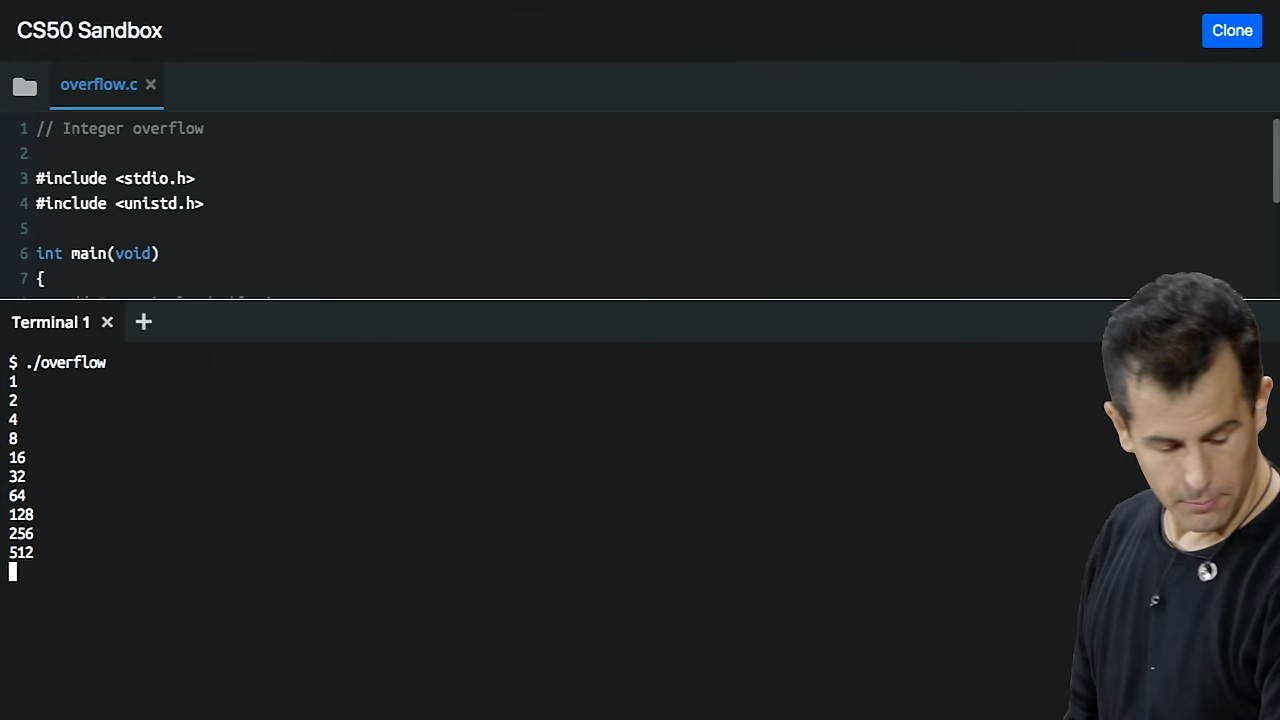 CS50 Sandbox
Clone
overflow.c ×
1 // Integer overflow
2
3 #include <stdio.h>
4 #include <unistd.h>
5
6 int main(void)
7 {
Terminal 1 × +
$ ./overflow
1
2
4
8
16
32
64
128
256
512